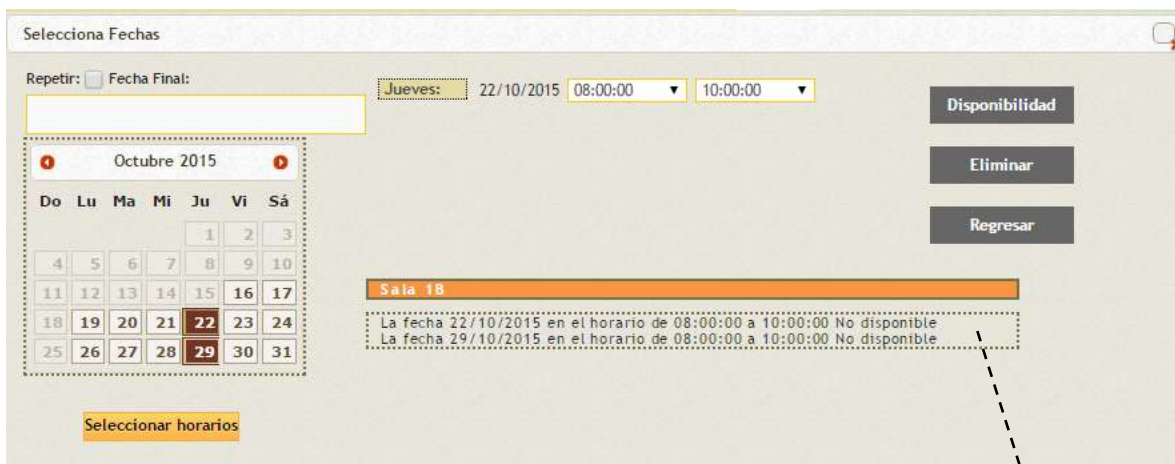 Selecciona Fechas
Repetir: Fecha Final:
Jueves: 22/10/2015 08:00:00 10:00:00
Disponibilidad
Eliminar
Regresar
Octubre 2015
Do Lu Ma Mi Ju Vi Sá
1 2 3
4 5 6 7 8 9 10
11 12 13 14 15 16 17
18 19 20 21 22 23 24
25 26 27 28 29 30 31
Seleccionar horarios
Sala 1B
La fecha 22/10/2015 en el horario de 08:00:00 a 10:00:00 No disponible
La fecha 29/10/2015 en el horario de 08:00:00 a 10:00:00 No disponible